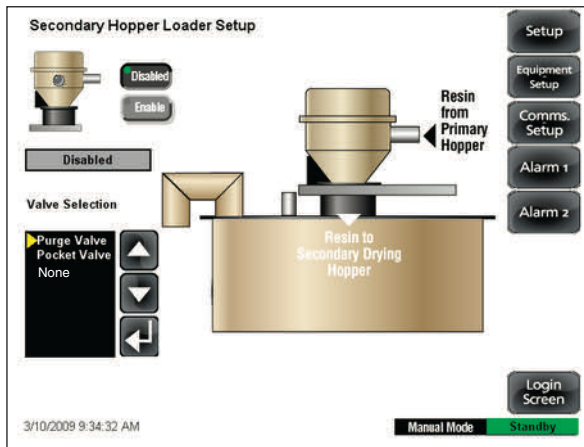 Secondary Hopper Loader Setup
Disabled
Enable
Disabled
Valve Selection
Purge Valve
Pocket Valve
None
Resin
from
Primary
Hopper
Resin to
Secondary Drying
Hopper
Setup
Equipment
Setup
Comms.
Setup
Alarm 1
Alarm 2
Login
Screen
3/10/2009 9:34:32 AM
Manual Mode
Standby